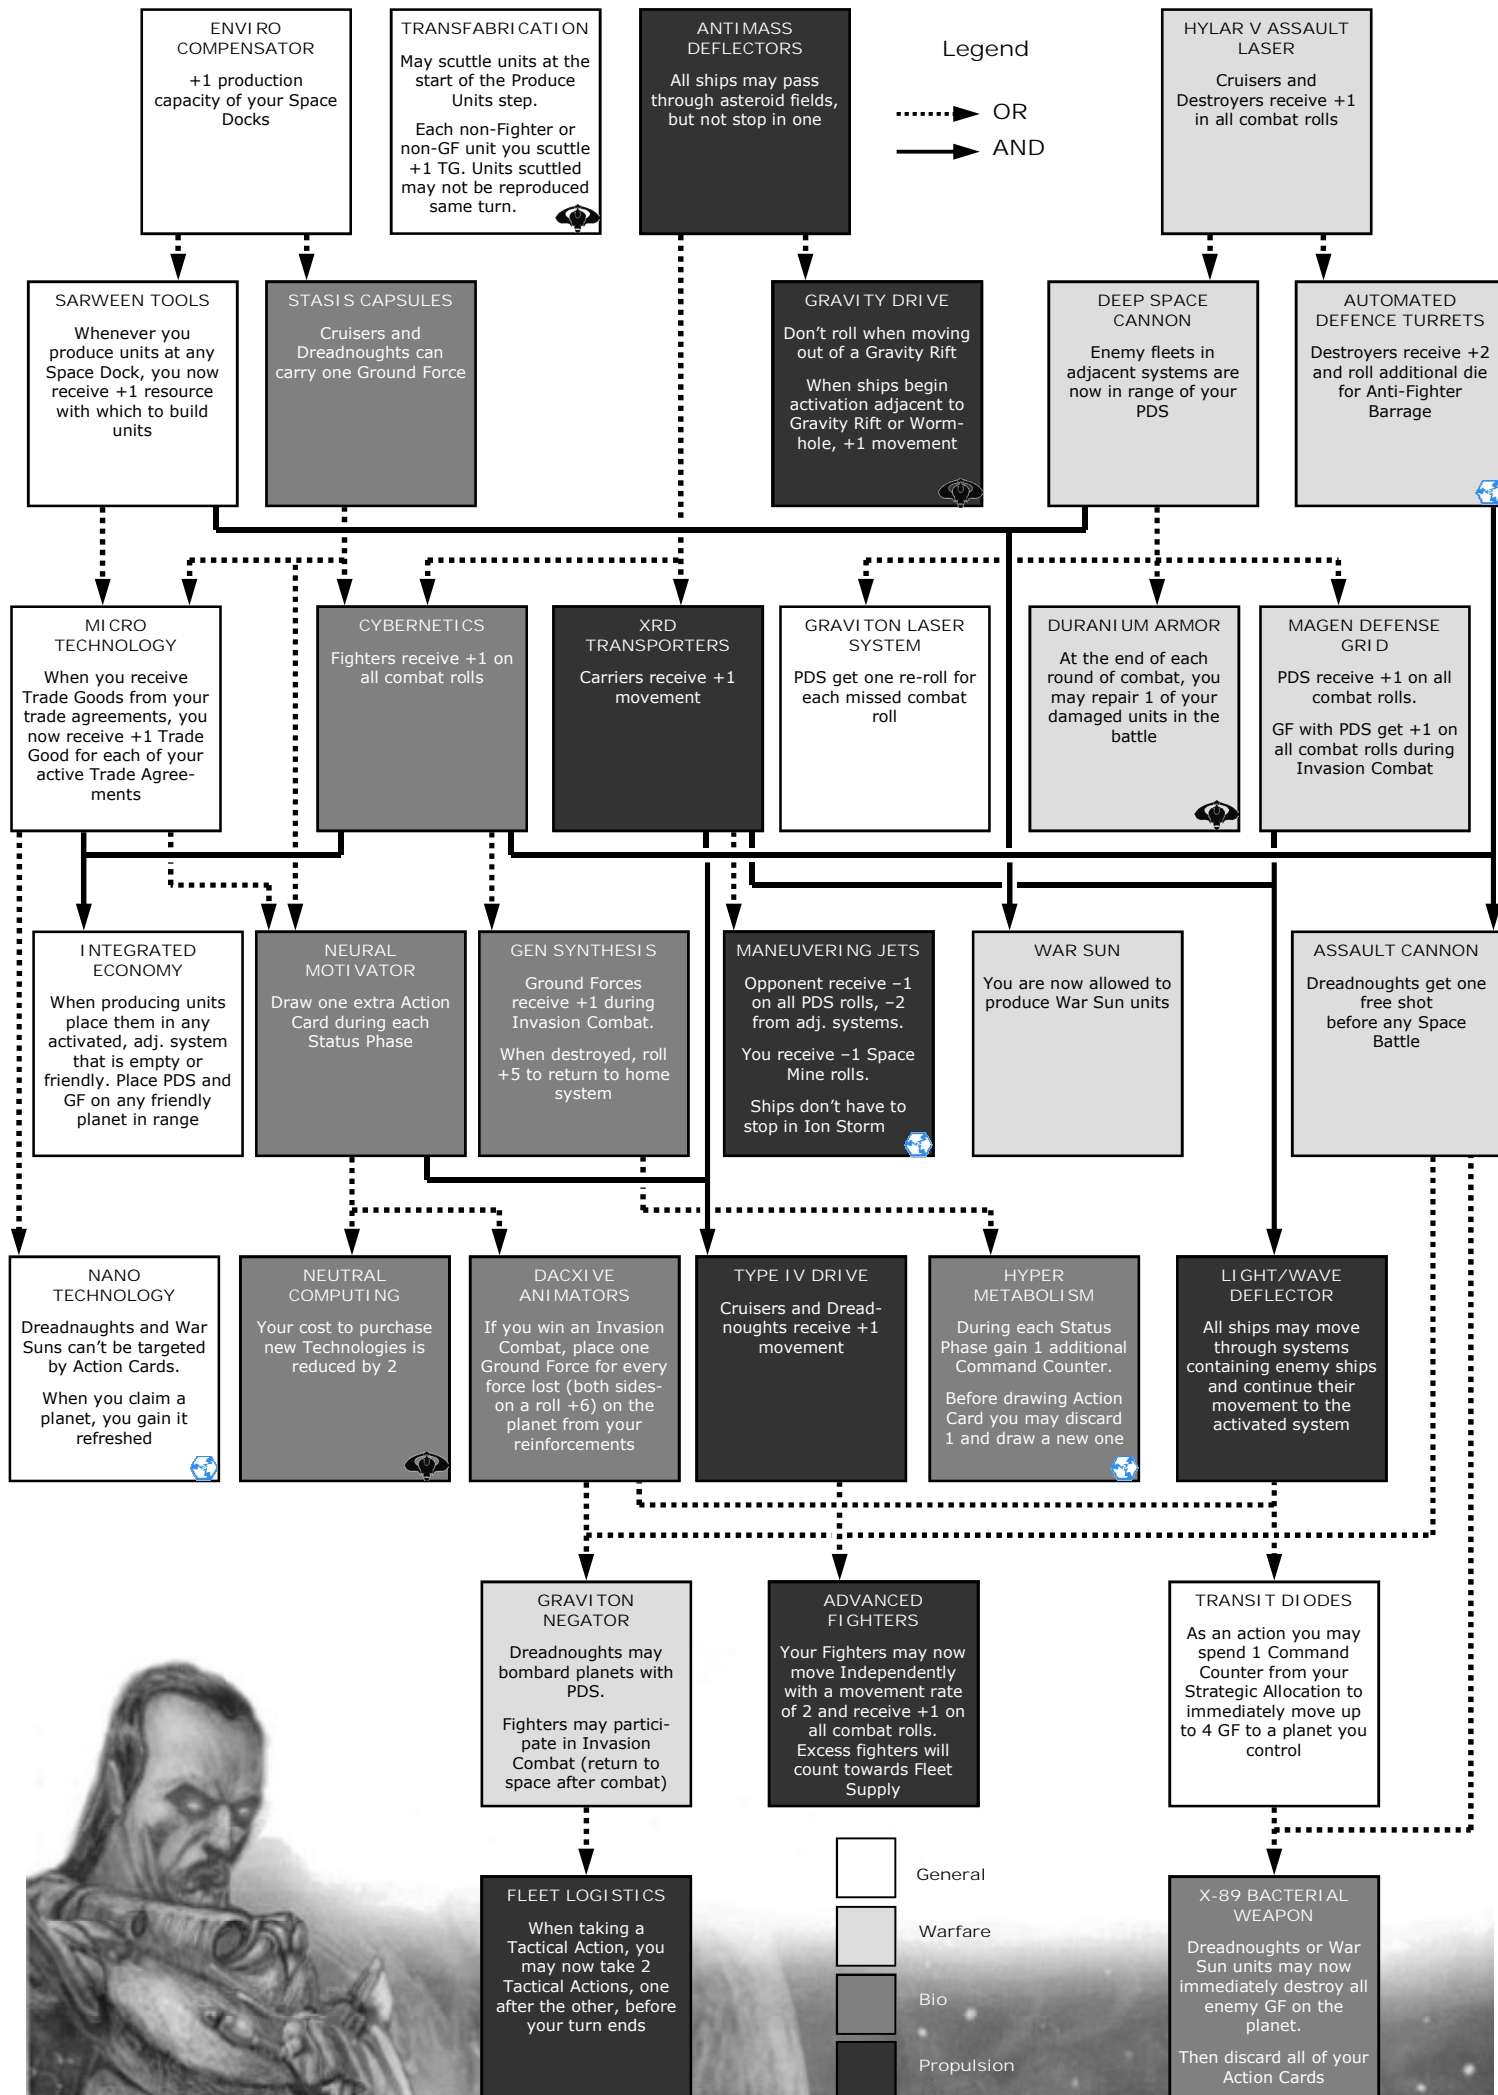 ENVIRO
COMPENSATOR
+1 production
capacity of your Space
Docks
TRANSFABRICATION
May scuttle units at the
start of the Produce
Units step.
Each non-Fighter or
non-GF unit you scuttle
+1 TG. Units scuttled
may not be reproduced
same turn.
ANTIMASS
DEFLECTORS
All ships may pass
through asteroid fields,
but not stop in one
Legend
OR
AND
HYLAR V ASSAULT
LASER
Cruisers and
Destroyers receive +1
in all combat rolls
SARWEEN TOOLS
Whenever you
produce units at any
Space Dock, you now
receive +1 resource
with which to build
units
STASIS CAPSULES
Cruisers and
Dreadnoughts can
carry one Ground Force
GRAVITY DRIVE
Don’t roll when moving
out of a Gravity Rift
When ships begin
activation adjacent to
Gravity Rift or Worm-
hole, +1 movement
DEEP SPACE
CANNON
Enemy fleets in
adjacent systems are
now in range of your
PDS
AUTOMATED
DEFENCE TURRETS
Destroyers receive +2
and roll additional die
for Anti-Fighter
Barrage
MICRO
TECHNOLOGY
When you receive
Trade Goods from your
trade agreements, you
now receive +1 Trade
Good for each of your
active Trade Agree-
ments
CYBERNETICS
Fighters receive +1 on
all combat rolls
XRD
TRANSPORTERS
Carriers receive +1
movement
GRAVITON LASER
SYSTEM
PDS get one re-roll for
each missed combat
roll
DURANIUM ARMOR
At the end of each
round of combat, you
may repair 1 of your
damaged units in the
battle
MAGEN DEFENSE
GRID
PDS receive +1 on all
combat rolls.
GF with PDS get +1 on
all combat rolls during
Invasion Combat
INTEGRATED
ECONOMY
When producing units
place them in any
activated, adj. system
that is empty or
friendly. Place PDS and
GF on any friendly
planet in range
NEURAL
MOTIVATOR
Draw one extra Action
Card during each
Status Phase
GEN SYNTHESIS
Ground Forces
receive +1 during
Invasion Combat.
When destroyed, roll
+5 to return to home
system
MANEUVERING JETS
Opponent receive –1
on all PDS rolls, –2
from adj. systems.
You receive –1 Space
Mine rolls.
Ships don’t have to
stop in Ion Storm
WAR SUN
You are now allowed to
produce War Sun units
ASSAULT CANNON
Dreadnoughts get one
free shot
before any Space
Battle
NANO
TECHNOLOGY
Dreadnaughts and War
Suns can’t be targeted
by Action Cards.
When you claim a
planet, you gain it
refreshed
NEUTRAL
COMPUTING
Your cost to purchase
new Technologies is
reduced by 2
DACXIVE
ANIMATORS
If you win an Invasion
Combat, place one
Ground Force for every
force lost (both sides-
on a roll +6) on the
planet from your
reinforcements
TYPE IV DRIVE
Cruisers and Dread-
noughts receive +1
movement
HYPER
METABOLISM
During each Status
Phase gain 1 additional
Command Counter.
Before drawing Action
Card you may discard
1 and draw a new one
LIGHT/WAVE
DEFLECTOR
All ships may move
through systems
containing enemy ships
and continue their
movement to the
activated system
GRAVITON
NEGATOR
Dreadnoughts may
bombard planets with
PDS.
Fighters may partici-
pate in Invasion
Combat (return to
space after combat)
ADVANCED
FIGHTERS
Your Fighters may now
move Independently
with a movement rate
of 2 and receive +1 on
all combat rolls.
Excess fighters will
count towards Fleet
Supply
TRANSIT DIODES
As an action you may
spend 1 Command
Counter from your
Strategic Allocation to
immediately move up
to 4 GF to a planet you
control
FLEET LOGISTICS
When taking a
Tactical Action, you
may now take 2
Tactical Actions, one
after the other, before
your turn ends
General
Warfare
Bio
Propulsion
X-89 BACTERIAL
WEAPON
Dreadnoughts or War
Sun units may now
immediately destroy all
enemy GF on the
planet.
Then discard all of your
Action Cards